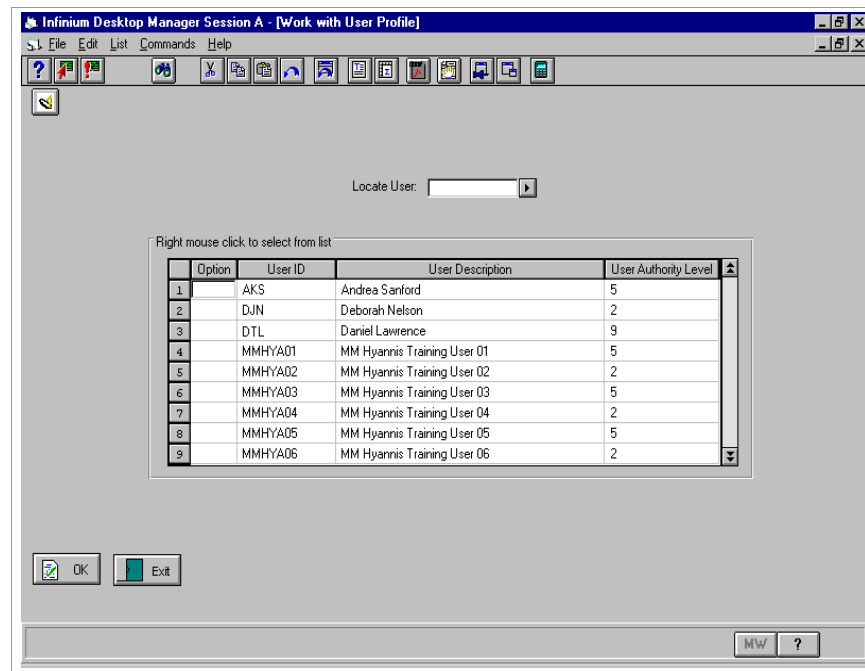 Infinium Desktop Manager Session A - [Work with User Profile]
File Edit List Commands Help
Locate User:
Right mouse click to select from list
Option User ID User Description User Authority Level
1 AKS Andrea Sanford 5
2 DJN Deborah Nelson 2
3 DTL Daniel Lawrence 9
4 MMHYA01 MM Hyannis Training User 01 5
5 MMHYA02 MM Hyannis Training User 02 2
6 MMHYA03 MM Hyannis Training User 03 5
7 MMHYA04 MM Hyannis Training User 04 2
8 MMHYA05 MM Hyannis Training User 05 5
9 MMHYA06 MM Hyannis Training User 06 2
OK Exit
MW ?